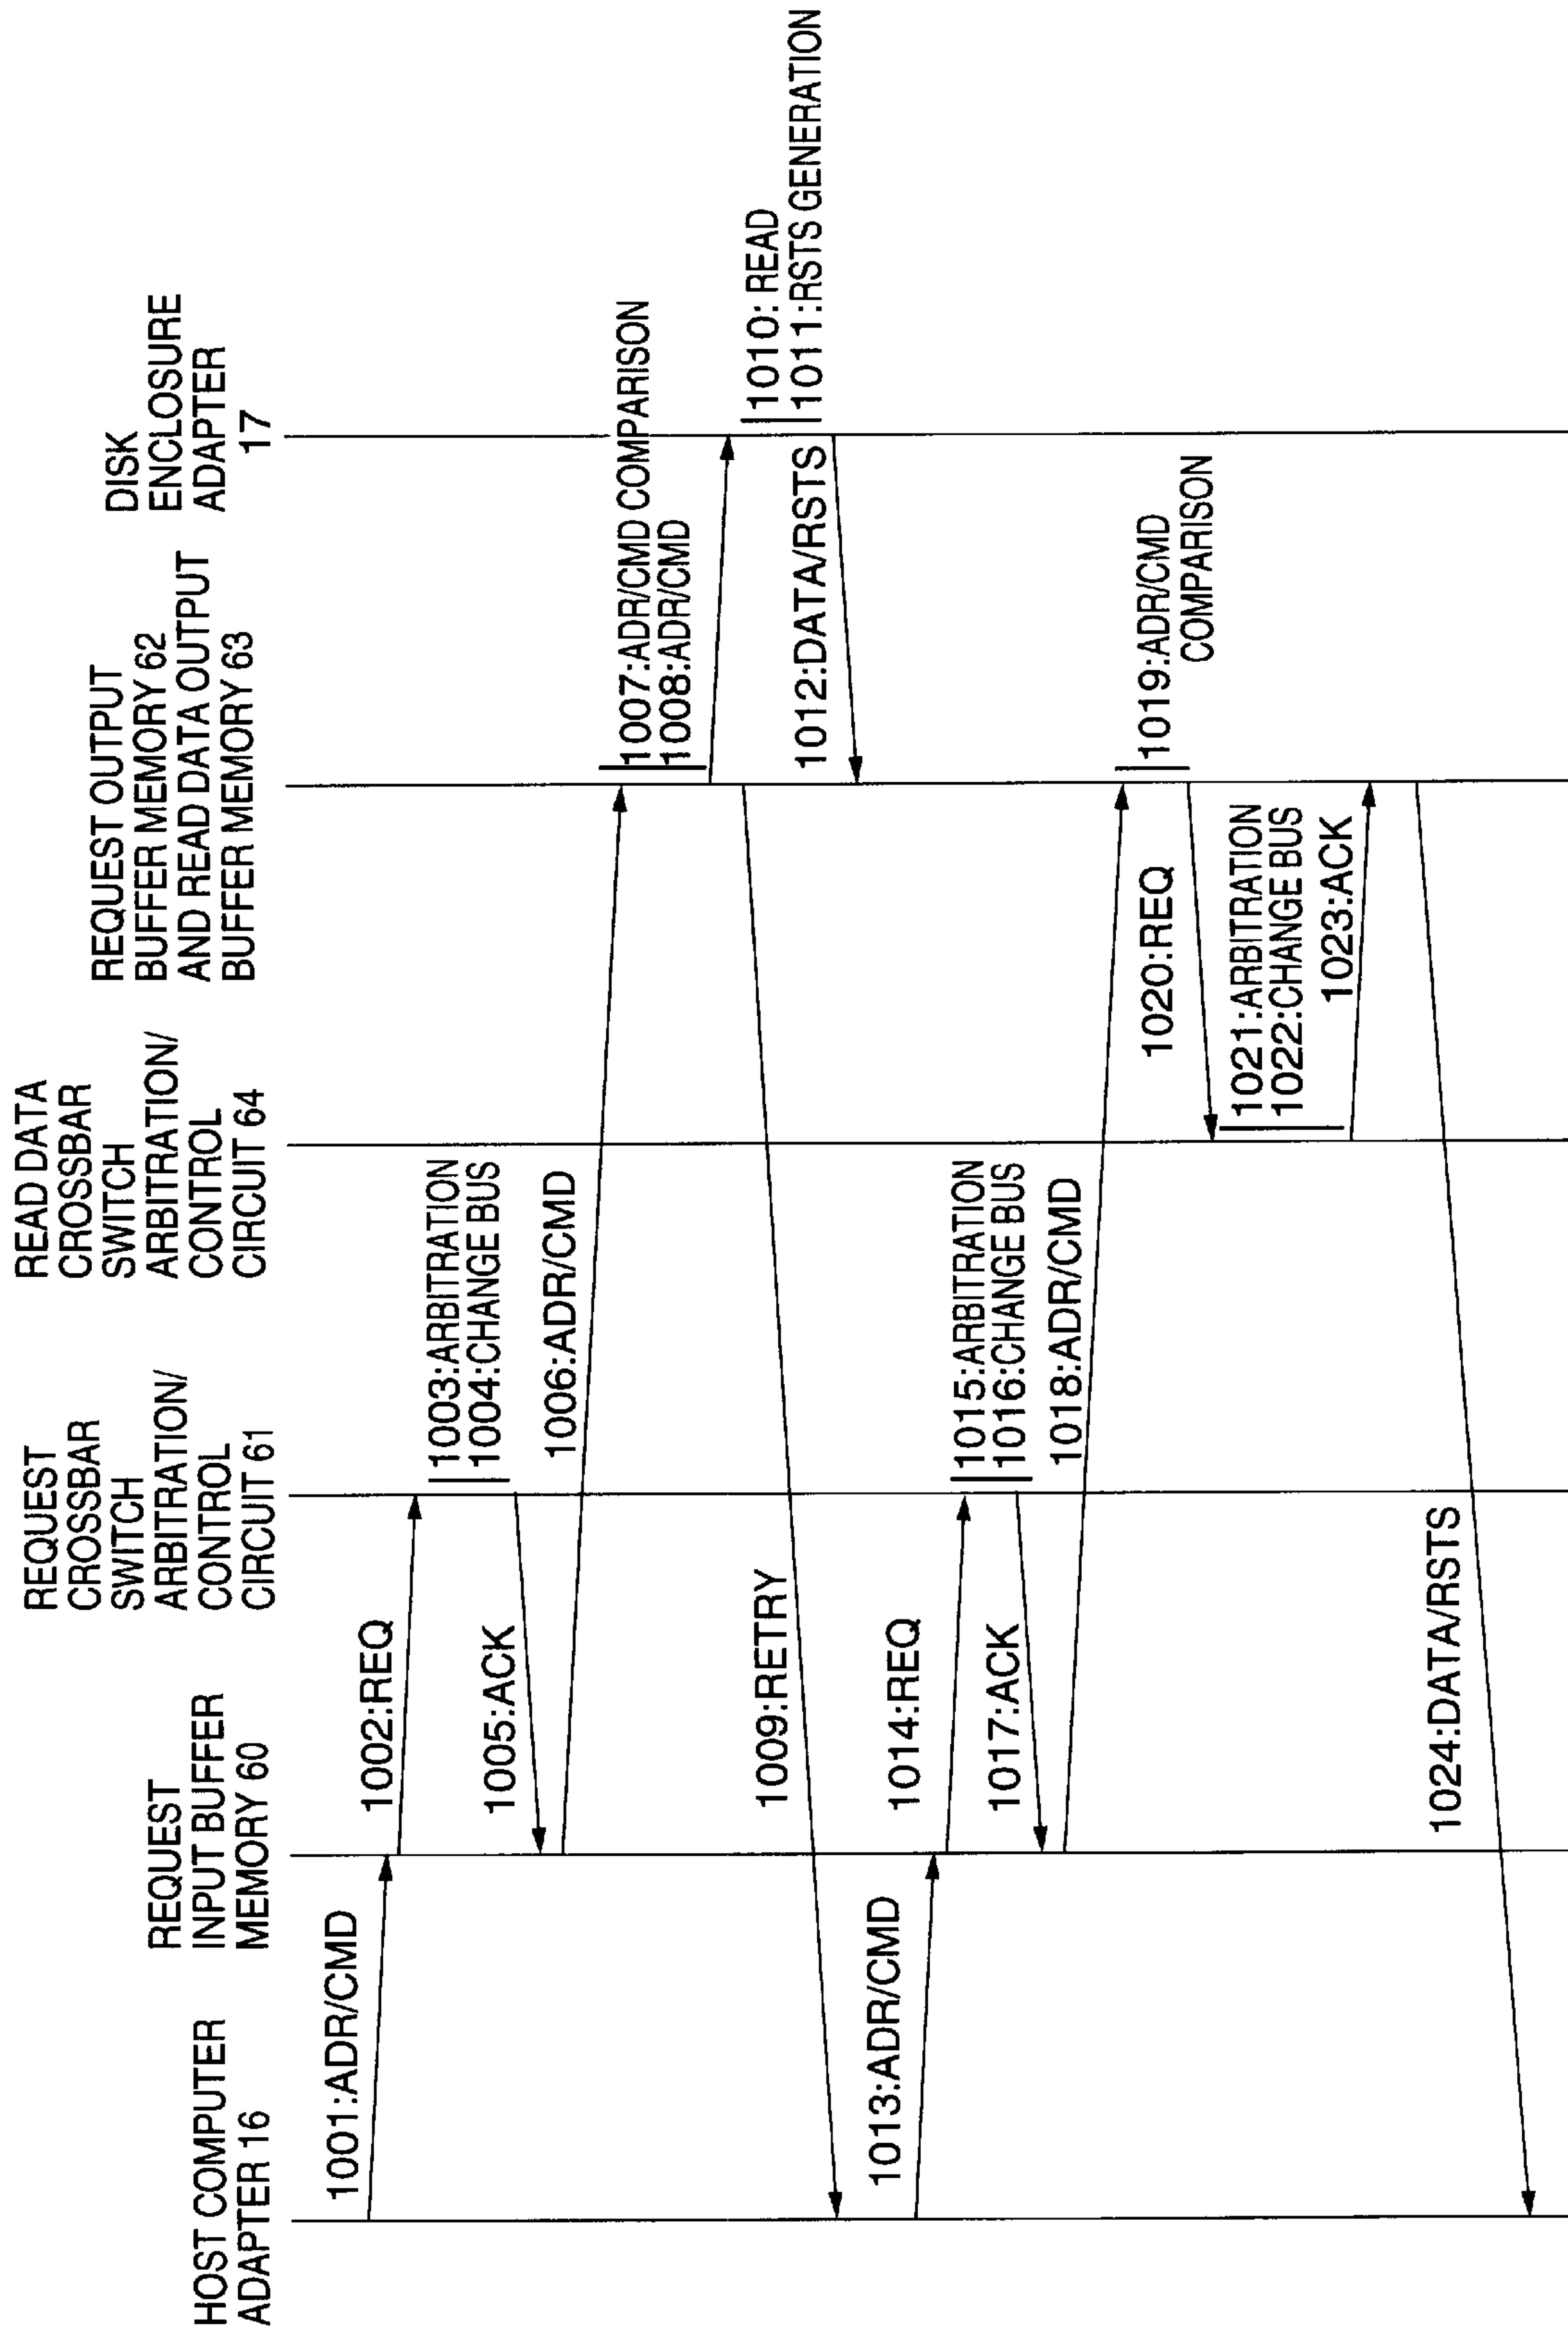 HOST COMPUTER
ADAPTER 16
REQUEST
INPUT BUFFER
MEMORY 60
REQUEST
CROSSBAR
SWITCH
ARBITRATION/
CONTROL
CIRCUIT 61
READ DATA
CROSSBAR
SWITCH
ARBITRATION/
CONTROL
CIRCUIT 64
REQUEST OUTPUT
BUFFER MEMORY 62
AND READ DATA OUTPUT
BUFFER MEMORY 63
DISK
ENCLOSURE
ADAPTER
17
1001:ADR/CMD
1002:REQ
1003:ARBITRATION
1004:CHANGE BUS
1005:ACK
1006:ADR/CMD
1007:ADR/CMD COMPARISON
1008:ADR/CMD
1009:RETRY
1010: READ
1011:RSTS GENERATION
1012:DATA/RSTS
1013:ADR/CMD
1014:REQ
1015:ARBITRATION
1016:CHANGE BUS
1017:ACK
1018:ADR/CMD
1019:ADR/CMD
COMPARISON
1020:REQ
1021:ARBITRATION
1022:CHANGE BUS
1023:ACK
1024:DATA/RSTS